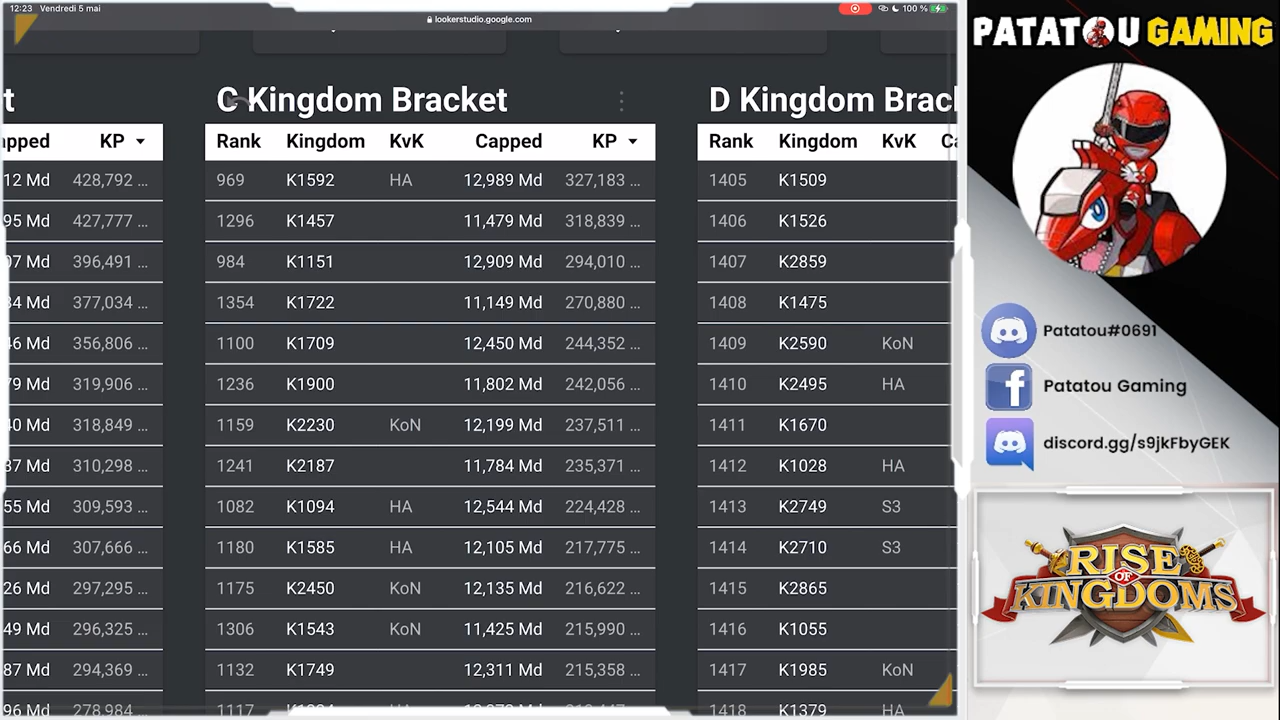 12:23 Vendredi 5 mai
lookerstudio.google.com
100 %
PATATOU GAMING
t
C Kingdom Bracket
D Kingdom Brac
KP
Rank Kingdom KvK Capped KP
Rank Kingdom KvK
12 Md 428,792 ...
969 K1592 HA 12,989 Md 327,183 ...
1405 K1509
95 Md 427,777 ...
1296 K1457 11,479 Md 318,839 ...
1406 K1526
07 Md 396,491 ...
984 K1151 12,909 Md 294,010 ...
1407 K2859
34 Md 377,034 ...
1354 K1722 11,149 Md 270,880 ...
1408 K1475
46 Md 356,806 ...
1100 K1709 12,450 Md 244,352 ...
1409 K2590 KoN
79 Md 319,906 ...
1236 K1900 11,802 Md 242,056 ...
1410 K2495 HA
40 Md 318,849 ...
1159 K2230 KoN 12,199 Md 237,511 ...
1411 K1670
37 Md 310,298 ...
1241 K2187 11,784 Md 235,371 ...
1412 K1028 HA
55 Md 309,593 ...
1082 K1094 HA 12,544 Md 224,428 ...
1413 K2749 S3
66 Md 307,666 ...
1180 K1585 HA 12,105 Md 217,775 ...
1414 K2710 S3
26 Md 297,295 ...
1175 K2450 KoN 12,135 Md 216,622 ...
1415 K2865
49 Md 296,325 ...
1306 K1543 KoN 11,425 Md 215,990 ...
1416 K1055
87 Md 294,369 ...
1132 K1749 12,311 Md 215,358 ...
1417 K1985 KoN
96 Md 278,984 ...
1117
1418 K1379 HA
Patatou#0691
Patatou Gaming
discord.gg/s9jkFbyGEK
RISE
OF
KINGDOMS